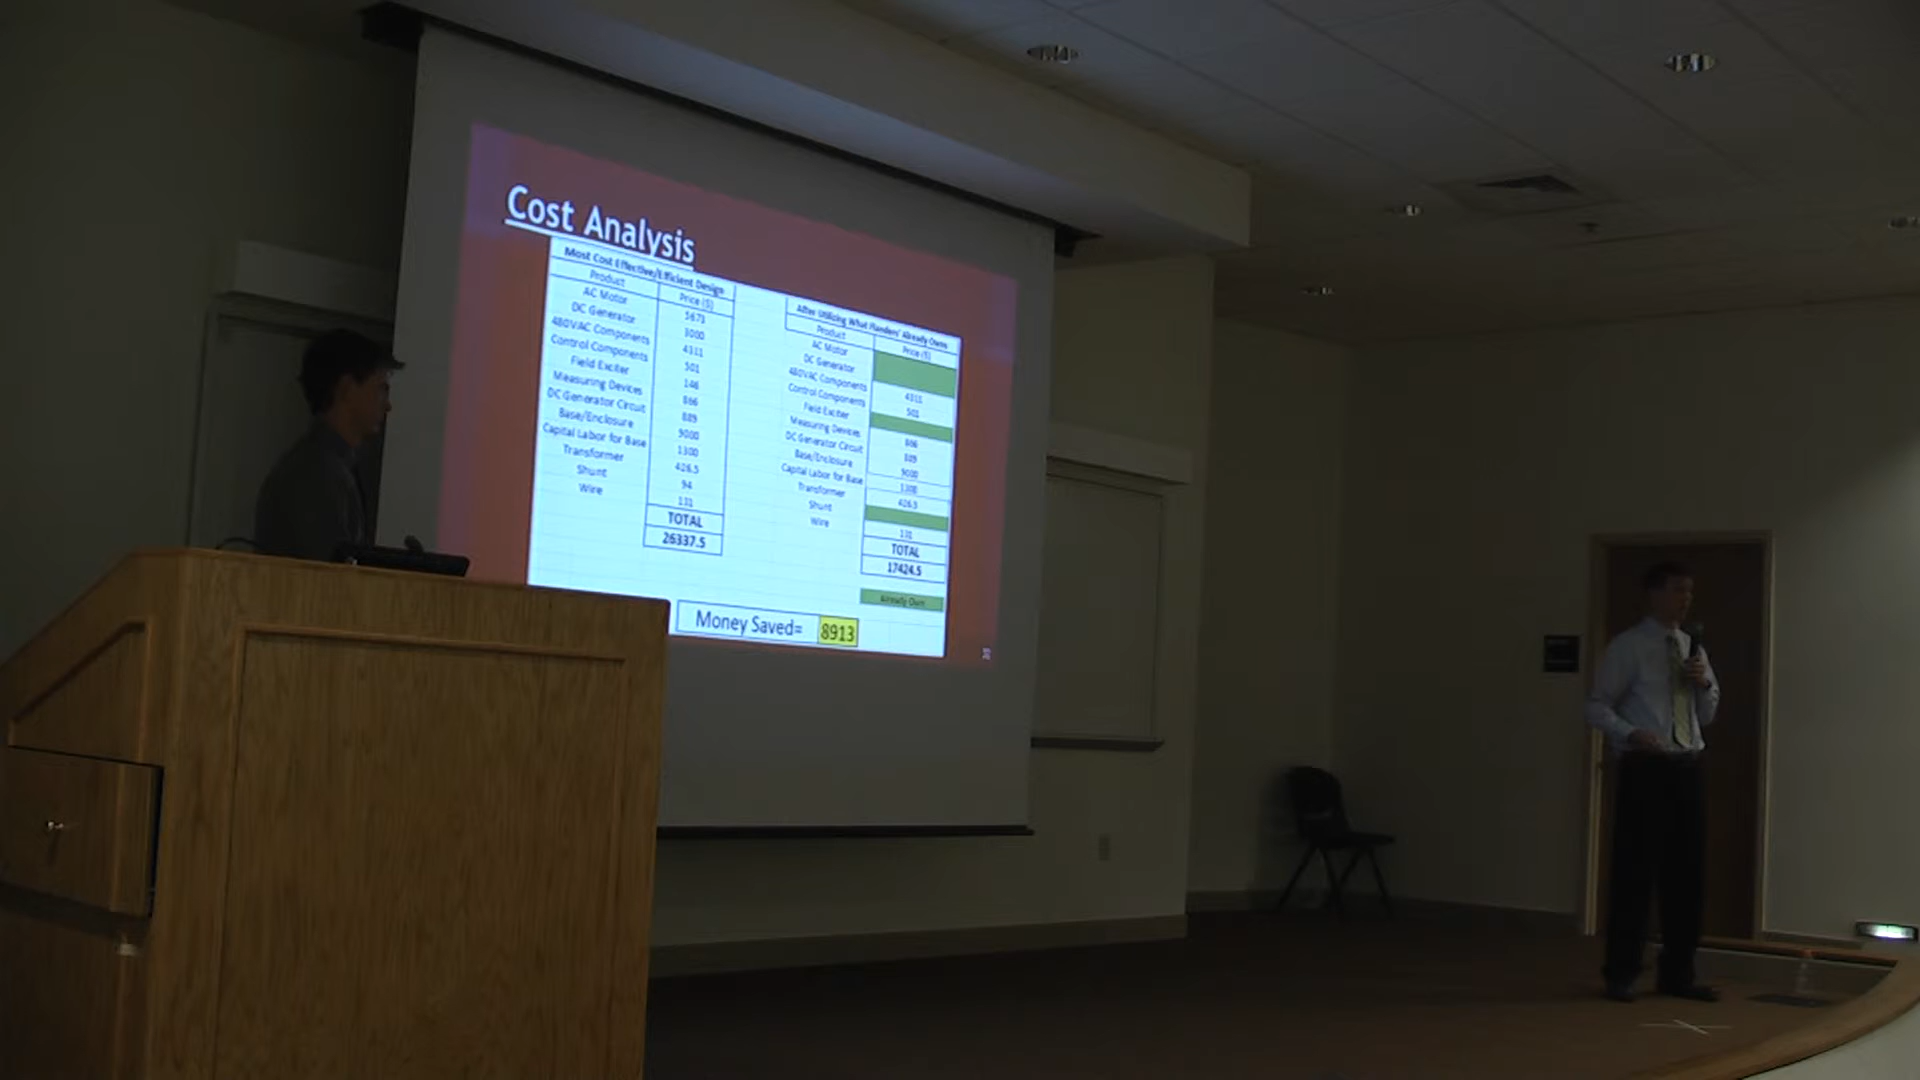 Cost Analysis
Most Cost Effective/Efficient Design
Product Price ($)
AC Motor 5673
DC Generator 3000
480VAC Components 4311
Control Components 501
Field Exciter 146
Measuring Devices 866
DC Generator Circuit 889
Base/Enclosure 9000
Capital Labor for Base 1300
Transformer 426.5
Shunt 94
Wire 131
TOTAL
26337.5
After Utilizing What Flanders' Already Owns
Product Price ($)
AC Motor
DC Generator
480VAC Components 4311
Control Components 501
Field Exciter
Measuring Devices 866
DC Generator Circuit 889
Base/Enclosure 9000
Capital Labor for Base 1300
Transformer 426.5
Shunt
Wire 131
TOTAL
17424.5
Already Own
Money Saved= 8913